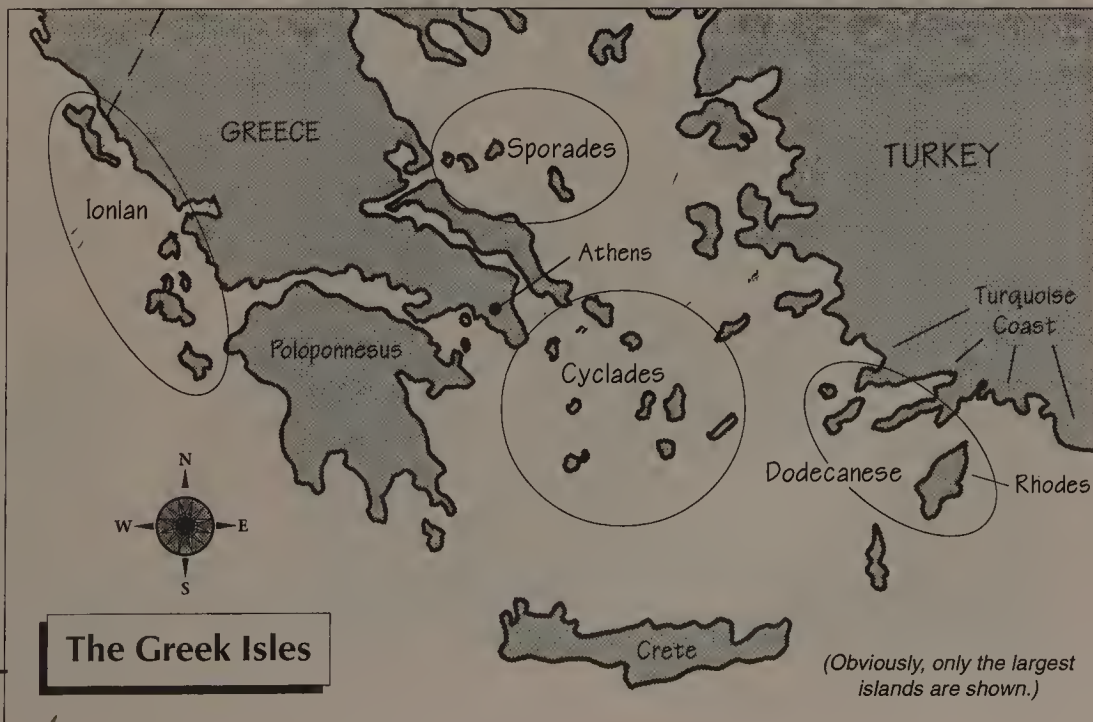 GREECE
Sporades
TURKEY
Ionian
Athens
Turquoise
Coast
Poloponnesus
Cyclades
Dodecanese
Rhodes
N
W
E
S
The Greek Isles
Crete
(Obviously, only the largest
islands are shown.)